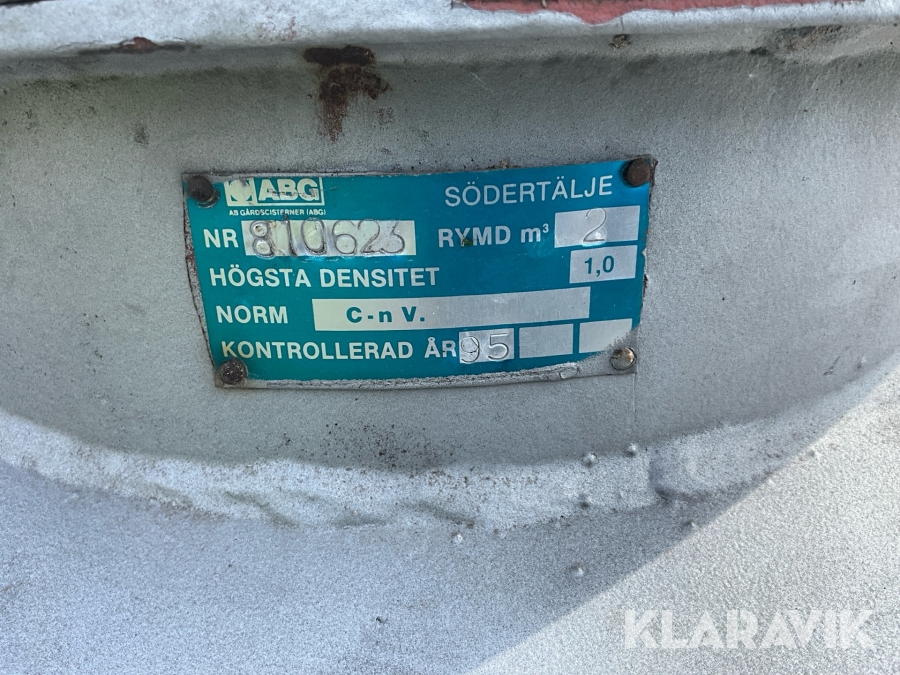 ABG SÖDERTÄLJE
AB GÅRDSCISTERNER (ABG)
NR 810623 RYMD m³ 2
HÖGSTA DENSITET 1,0
NORM C-n V.
KONTROLLERAD ÅR 95
KLARAVIK